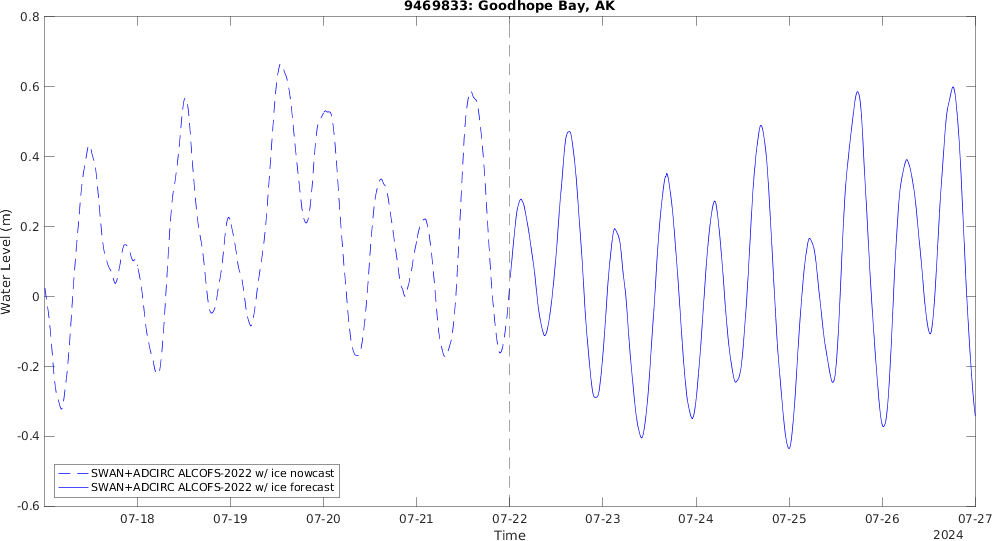 9469833: Goodhope Bay, AK
0.8
0.6
0.4
0.2
0
-0.2
-0.4
-0.6
Water Level (m)
SWAN+ADCIRC ALCOFS-2022 w/ ice nowcast
SWAN+ADCIRC ALCOFS-2022 w/ ice forecast
07-18 07-19 07-20 07-21 07-22 07-23 07-24 07-25 07-26 07-27
Time
2024